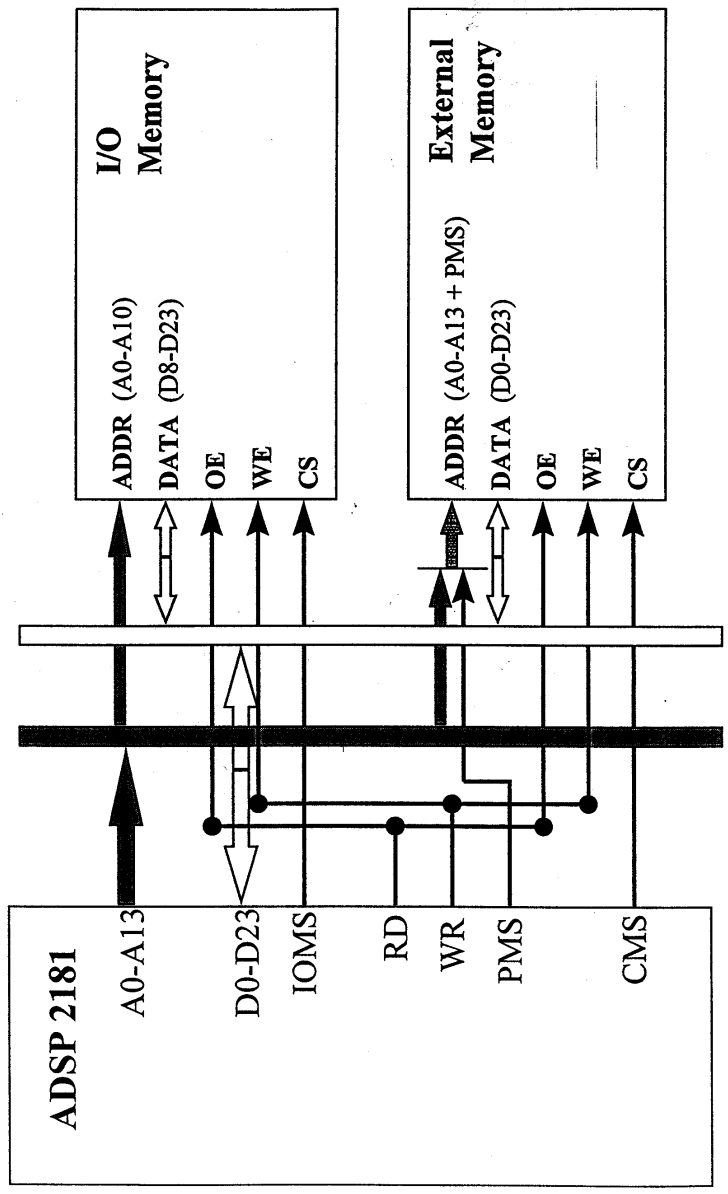 ADSP 2181
A0-A13
D0-D23
IOMS
RD
WR
PMS
CMS
I/O
Memory
ADDR (A0-A10)
DATA (D8-D23)
OE
WE
CS
External
Memory
ADDR (A0-A13 + PMS)
DATA (D0-D23)
OE
WE
CS